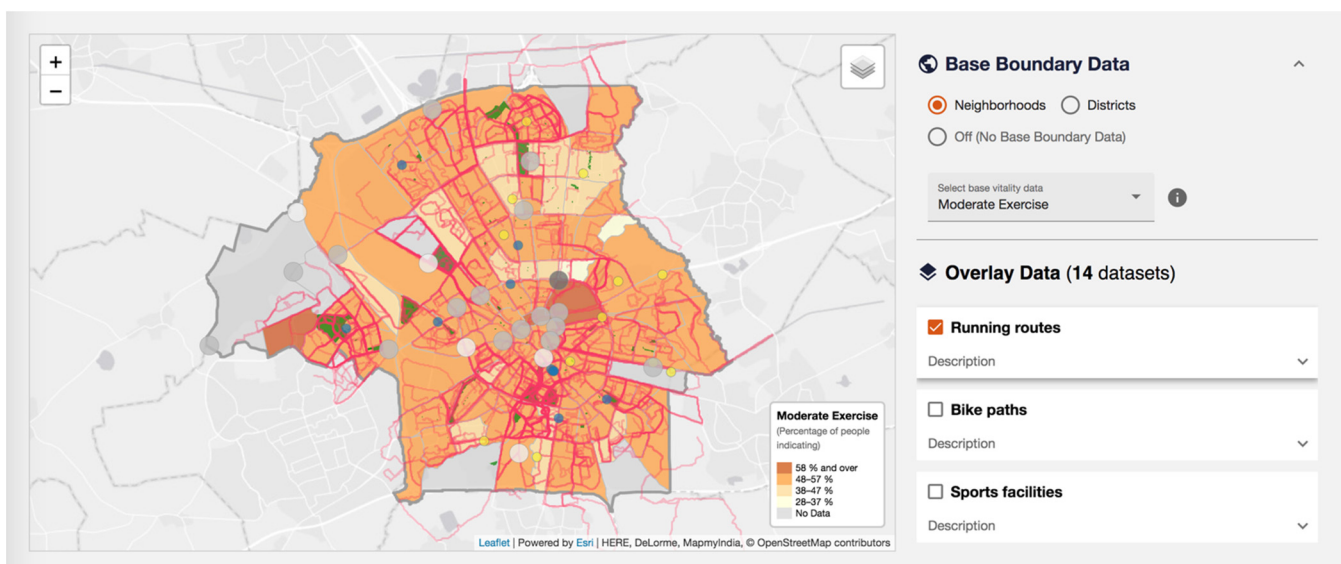 +
−
Moderate Exercise
(Percentage of people
indicating)
58 % and over
48–57 %
38–47 %
28–37 %
No Data
Leaflet | Powered by Esri | HERE, DeLorme, MapmyIndia, © OpenStreetMap contributors
Base Boundary Data
Neighborhoods Districts
Off (No Base Boundary Data)
Select base vitality data
Moderate Exercise
i
Overlay Data (14 datasets)
Running routes
Description
Bike paths
Description
Sports facilities
Description